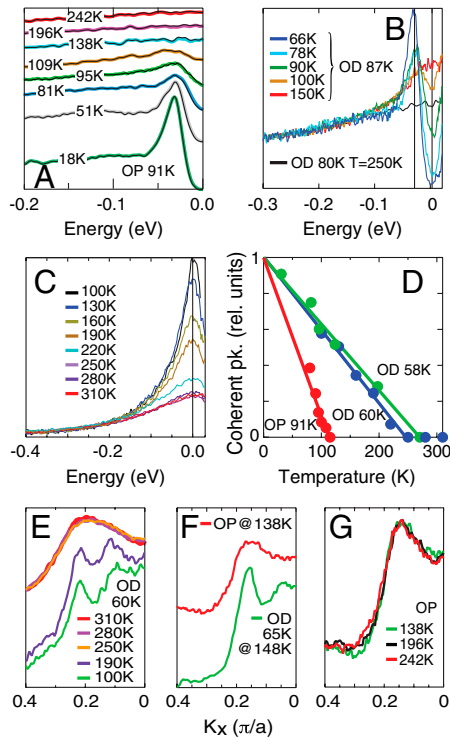 242K
196K
138K
109K
95K
81K
51K
18K
A
OP 91K
-0.2
-0.1
0.0
Energy (eV)
B
66K
78K
90K
100K
150K
OD 87K
OD 80K T=250K
-0.3
-0.2
-0.1
0
Energy (eV)
C
100K
130K
160K
190K
220K
250K
280K
310K
-0.4
-0.2
0.0
Energy (eV)
D
Coherent pk. (rel. units)
1
0
OD 58K
OP 91K
OD 60K
0
100
200
300
Temperature (K)
E
OD
60K
310K
280K
250K
190K
100K
0.4
0.2
0
F
OP@138K
OD
65K
@148K
0.4
0.2
0
G
OP
138K
196K
242K
0.4
0.2
0
Kx (π/a)